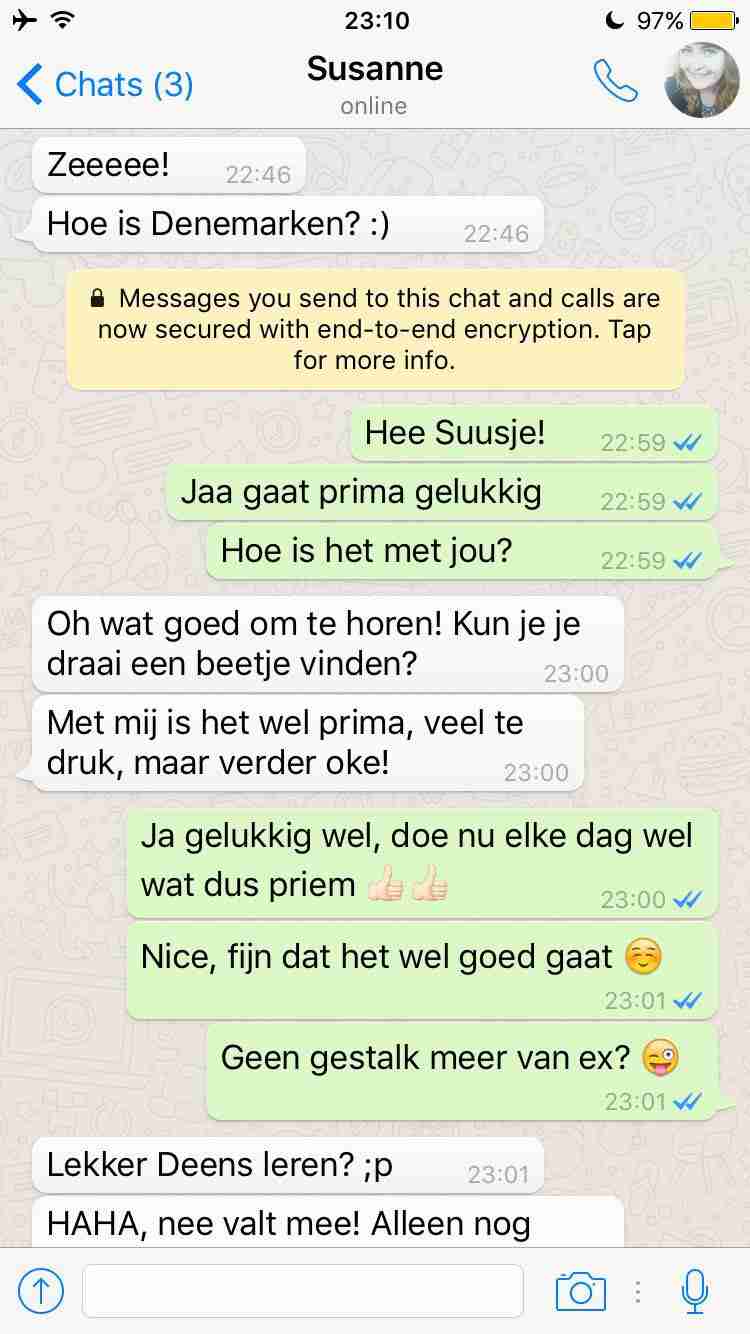 23:10
97%
Chats (3)
Susanne
online
Zeeeee!
22:46
Hoe is Denemarken? :)
22:46
Messages you send to this chat and calls are
now secured with end-to-end encryption. Tap
for more info.
Hee Suusje!
22:59
Jaa gaat prima gelukkig
22:59
Hoe is het met jou?
22:59
Oh wat goed om te horen! Kun je je
draai een beetje vinden?
23:00
Met mij is het wel prima, veel te
druk, maar verder oke!
23:00
Ja gelukkig wel, doe nu elke dag wel
wat dus priem 👍🏻👍🏻
23:00
Nice, fijn dat het wel goed gaat ☺️
23:01
Geen gestalk meer van ex? 😜
23:01
Lekker Deens leren? ;p
23:01
HAHA, nee valt mee! Alleen nog